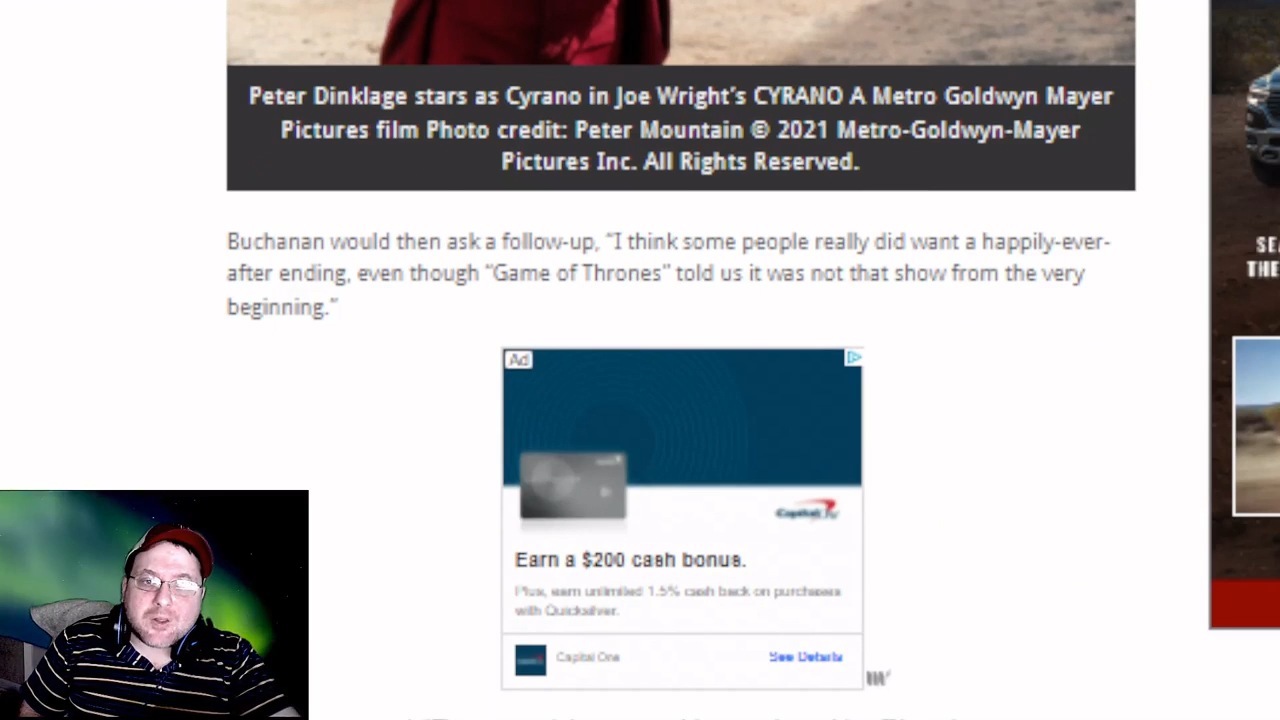 Peter Dinklage stars as Cyrano in Joe Wright's CYRANO A Metro Goldwyn Mayer
Pictures film Photo credit: Peter Mountain © 2021 Metro-Goldwyn-Mayer
Pictures Inc. All Rights Reserved.
Buchanan would then ask a follow-up, “I think some people really did want a happily-ever-
after ending, even though “Game of Thrones” told us it was not that show from the very
beginning.”
Ad
Capital One
Earn a $200 cash bonus.
Plus, earn unlimited 1.5% cash back on purchases
with Quicksilver.
Capital One
See Details
SE
THE